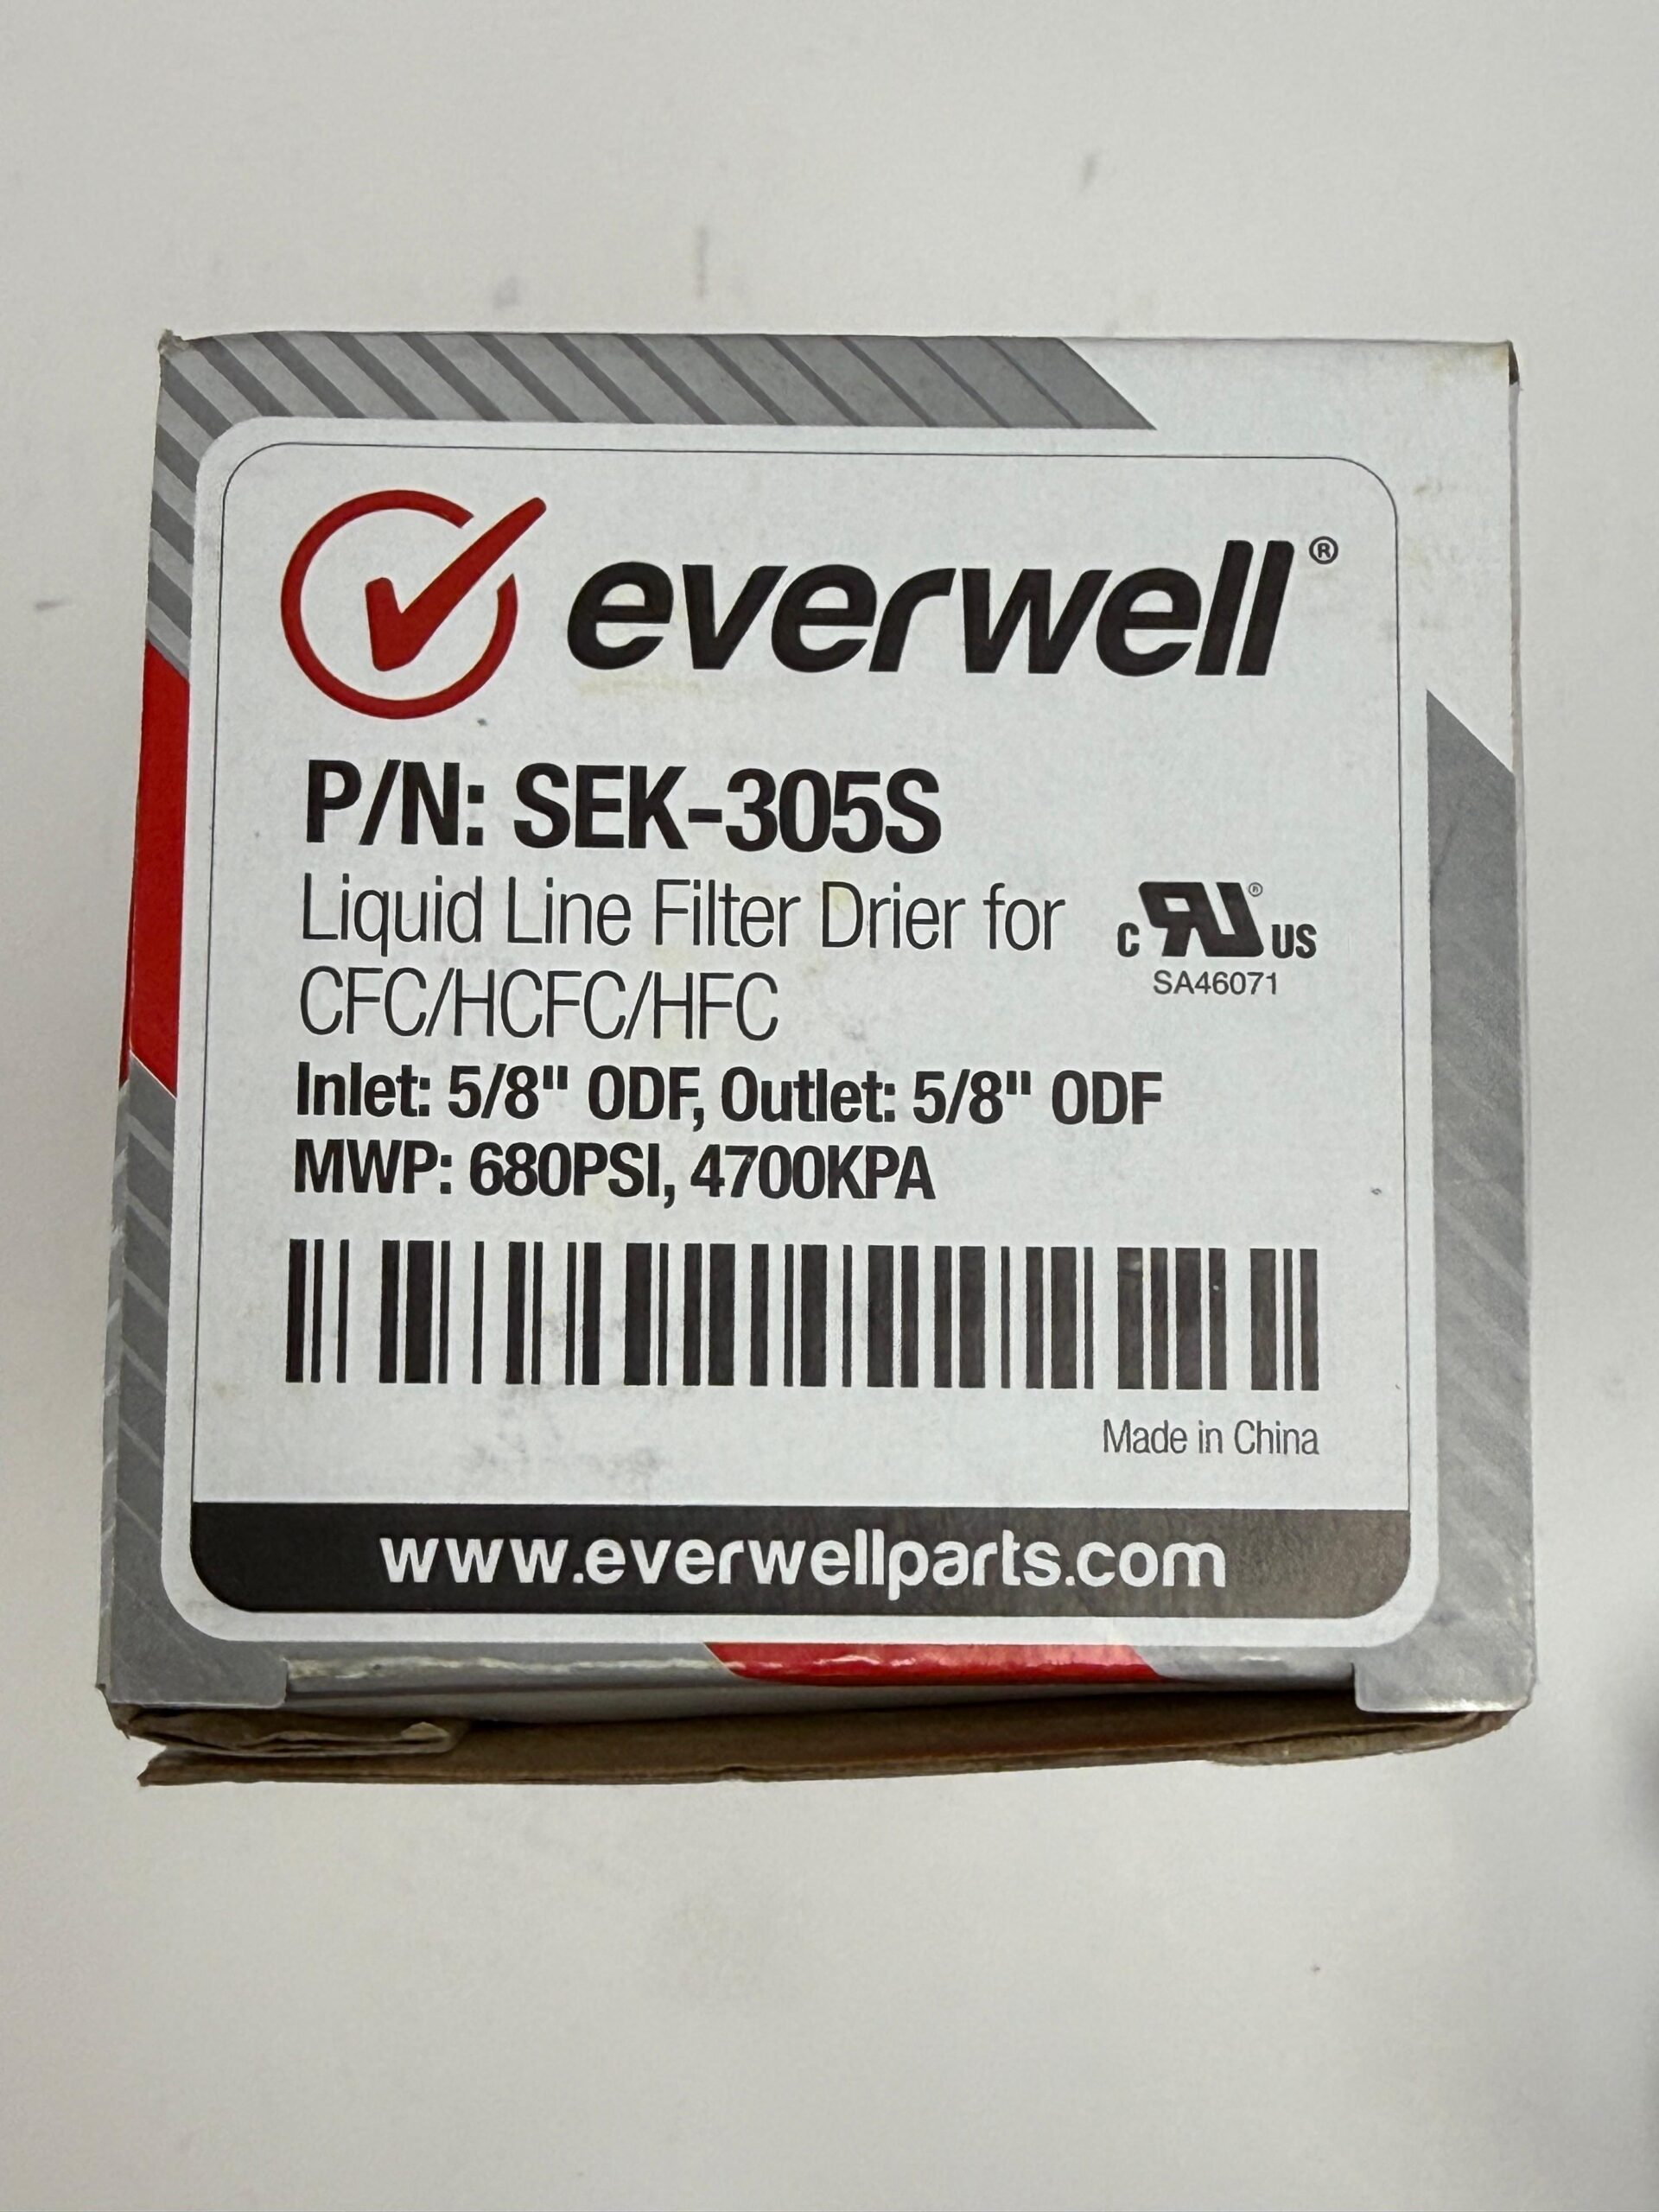 everwell®
P/N: SEK-305S
Liquid Line Filter Drier for
CFC/HCFC/HFC
c RU® US
SA46071
Inlet: 5/8" ODF, Outlet: 5/8" ODF
MWP: 680PSI, 4700KPA
Made in China
www.everwellparts.com